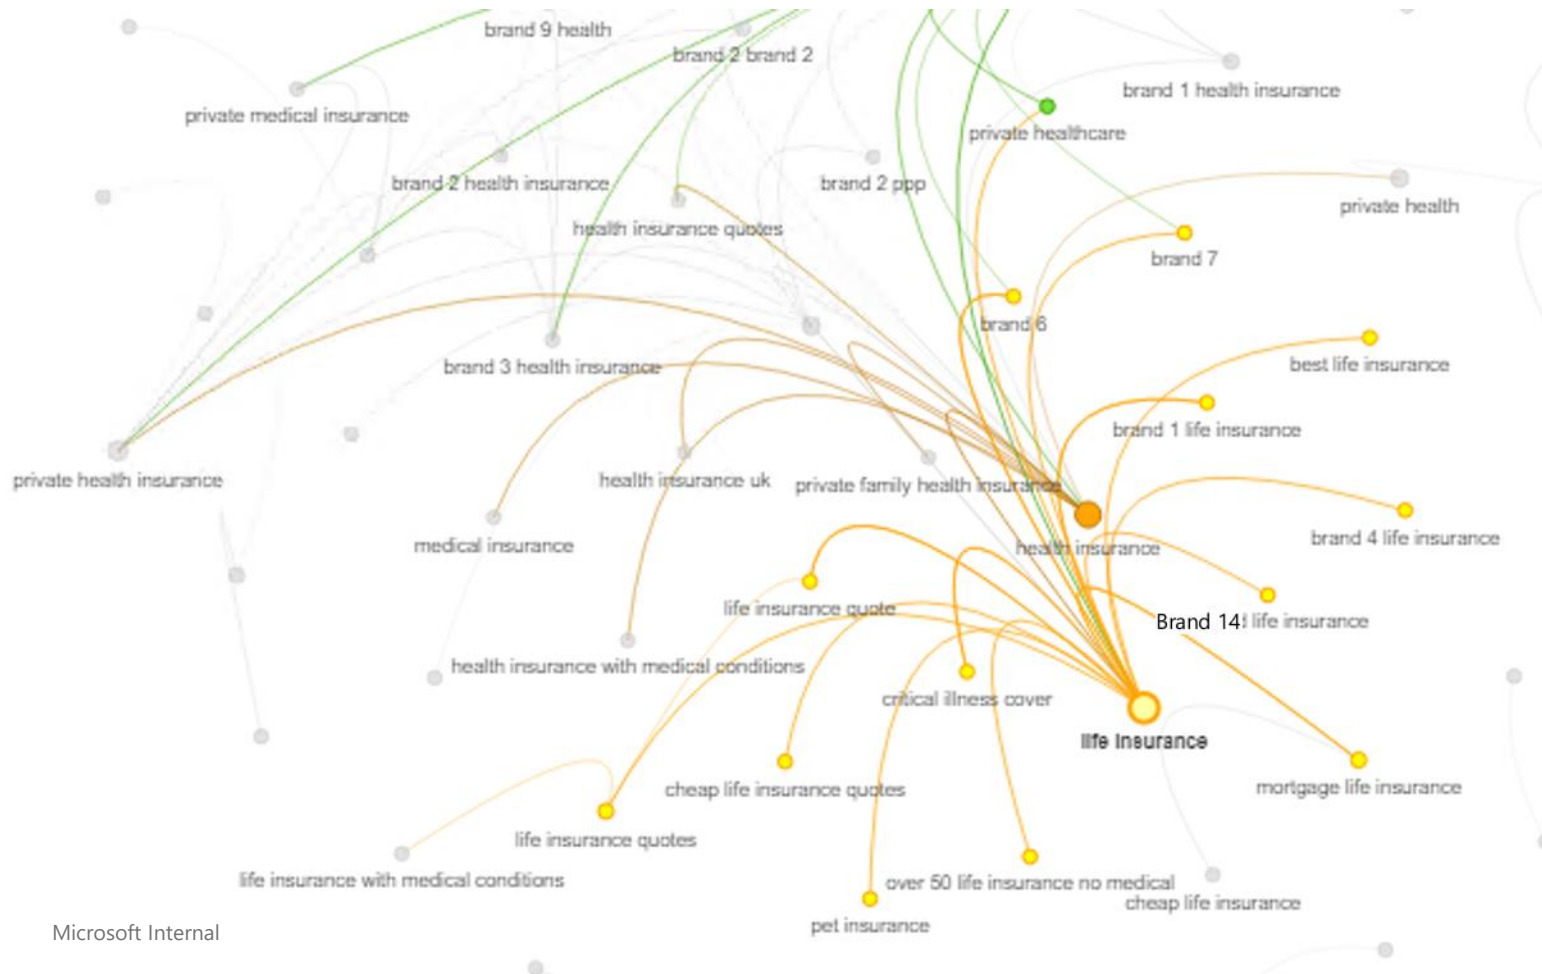 brand 9 health
brand 2 brand 2
brand 1 health insurance
private medical insurance
private healthcare
brand 2 health insurance
brand 2 ppp
private health
health insurance quotes
brand 7
brand 6
brand 3 health insurance
best life insurance
brand 1 life insurance
private health insurance
health insurance uk
private family health insurance
medical insurance
health insurance
brand 4 life insurance
life insurance quote
Brand 14 life insurance
health insurance with medical conditions
critical illness cover
life insurance
cheap life insurance quotes
mortgage life insurance
life insurance quotes
life insurance with medical conditions
over 50 life insurance no medical
cheap life insurance
pet insurance
Microsoft Internal